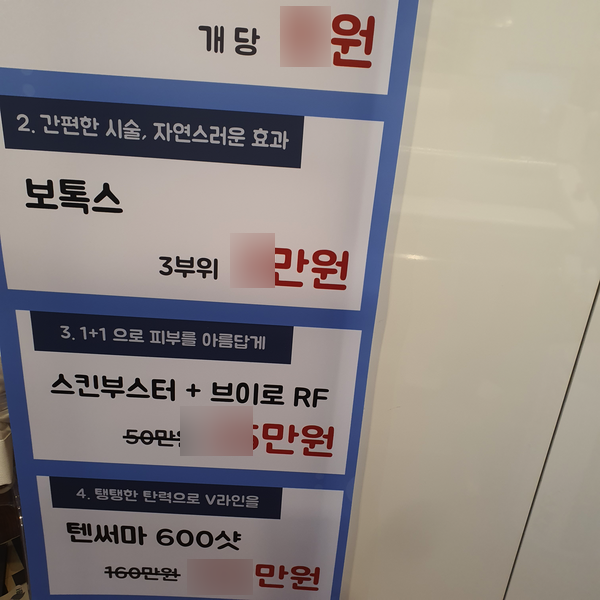 개당 원
2. 간편한 시술, 자연스러운 효과
보톡스
3부위 만원
3. 1+1 으로 피부를 아름답게
스킨부스터 + 브이로 RF
50만 5만원
4. 탱탱한 탄력으로 V라인을
텐써마 600샷
160만원 만원